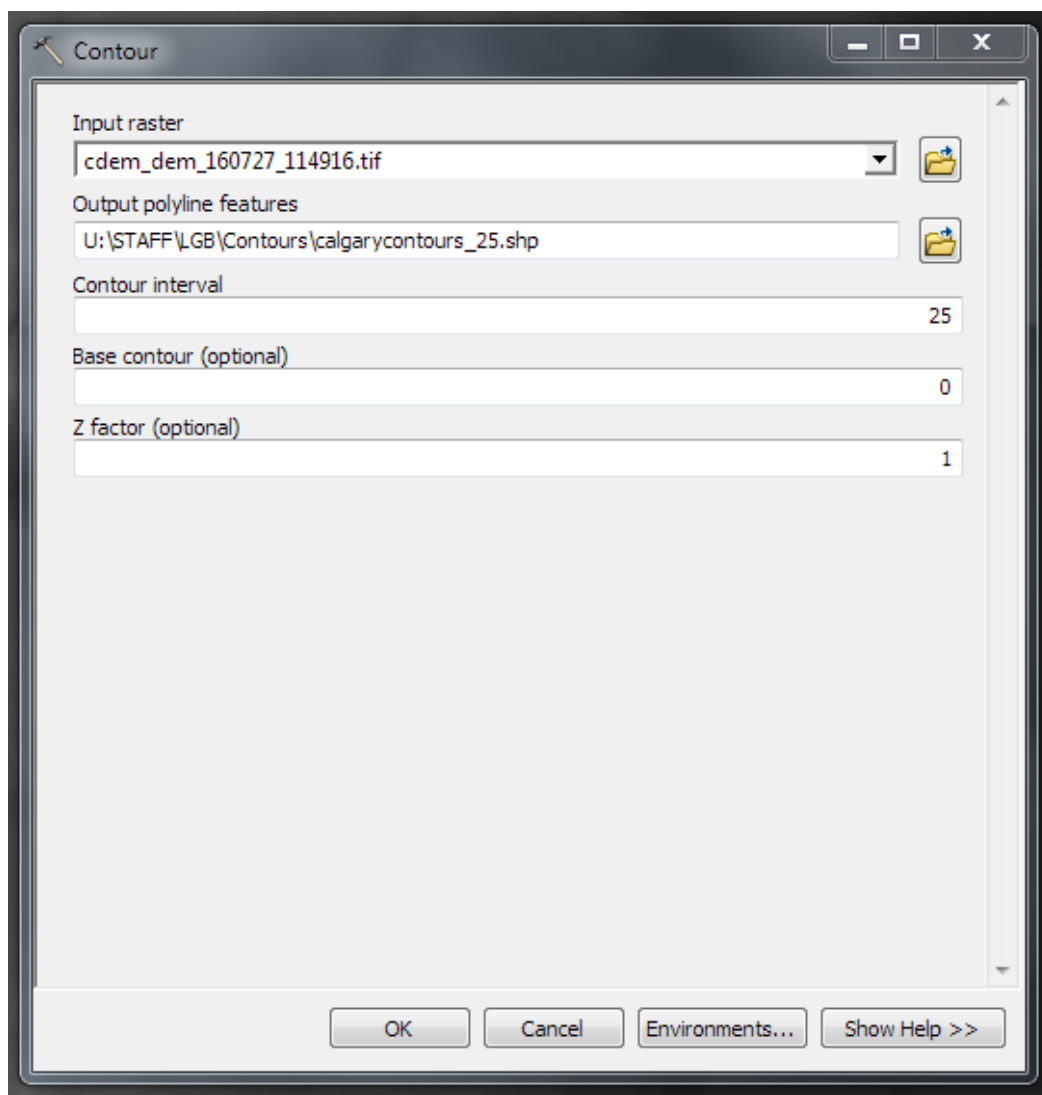 Contour
Input raster
cdem_dem_160727_114916.tif
Output polyline features
U:\STAFF\LGB\Contours\calgarycontours_25.shp
Contour interval
25
Base contour (optional)
0
Z factor (optional)
1
OK Cancel Environments... Show Help >>